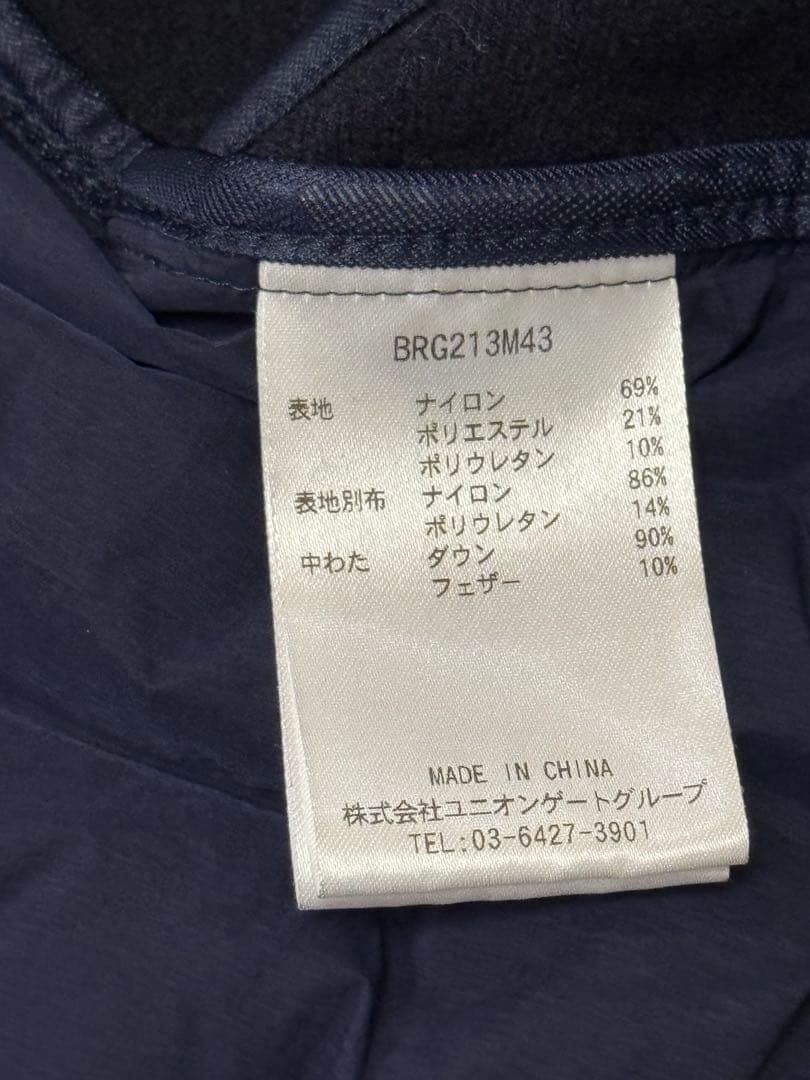 BRG213M43
表地 ナイロン 69%
ポリエステル 21%
ポリウレタン 10%
表地別布 ナイロン 86%
ポリウレタン 14%
中わた ダウン 90%
フェザー 10%
MADE IN CHINA
株式会社ユニオンゲートグループ
TEL:03-6427-3901